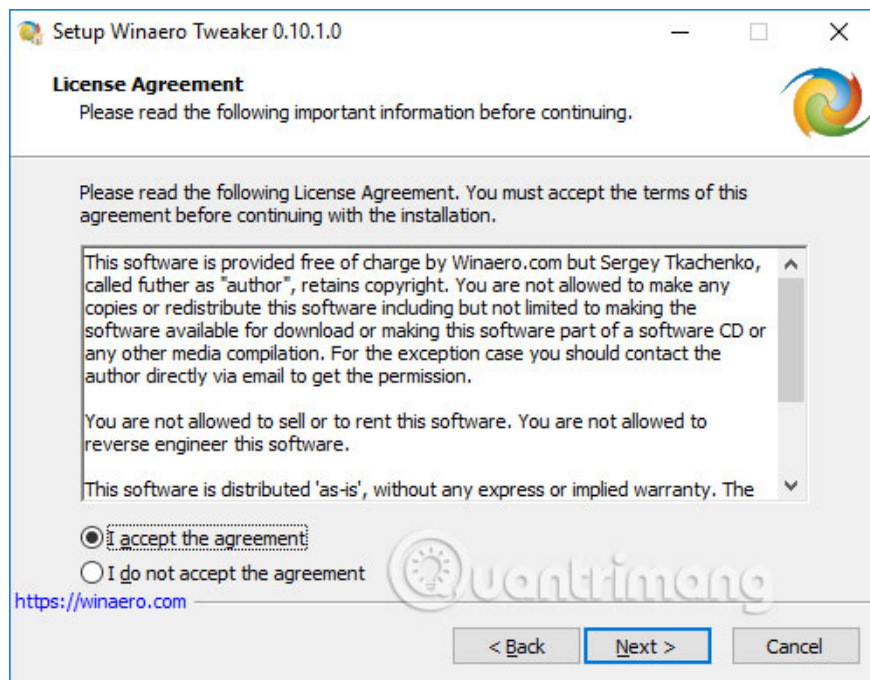 Setup Winaero Tweaker 0.10.1.0
License Agreement
Please read the following important information before continuing.
Please read the following License Agreement. You must accept the terms of this
agreement before continuing with the installation.
This software is provided free of charge by Winaero.com but Sergey Tkachenko,
called futher as "author", retains copyright. You are not allowed to make any
copies or redistribute this software including but not limited to making the
software available for download or making this software part of a software CD or
any other media compilation. For the exception case you should contact the
author directly via email to get the permission.
You are not allowed to sell or to rent this software. You are not allowed to
reverse engineer this software.
This software is distributed 'as-is', without any express or implied warranty. The
I accept the agreement
I do not accept the agreement
Quantrimang
https://winaero.com
< Back
Next >
Cancel